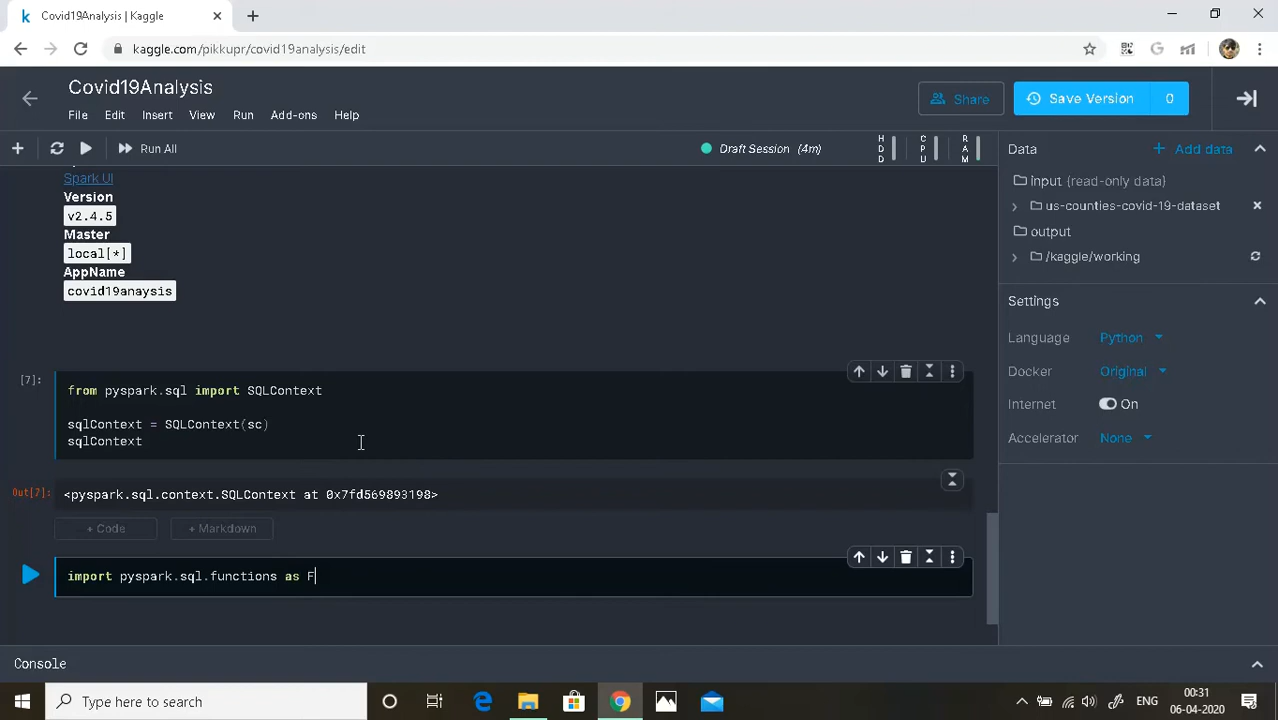 Covid19Analysis | Kaggle
kaggle.com/pikkupr/covid19analysis/edit
Covid19Analysis
File Edit Insert View Run Add-ons Help
Share
Save Version 0
Run All
Draft Session (4m)
HDD
CPU
RAM
Spark UI
Version
v2.4.5
Master
local[*]
AppName
covid19anaysis
[7]:
from pyspark.sql import SQLContext
sqlContext = SQLContext(sc)
sqlContext
Out[7]:
<pyspark.sql.context.SQLContext at 0x7fd569893198>
+ Code
+ Markdown
import pyspark.sql.functions as F
Console
Data
+ Add data
input (read-only data)
us-counties-covid-19-dataset
output
/kaggle/working
Settings
Language Python
Docker Original
Internet On
Accelerator None
Type here to search
ENG
00:31
06-04-2020